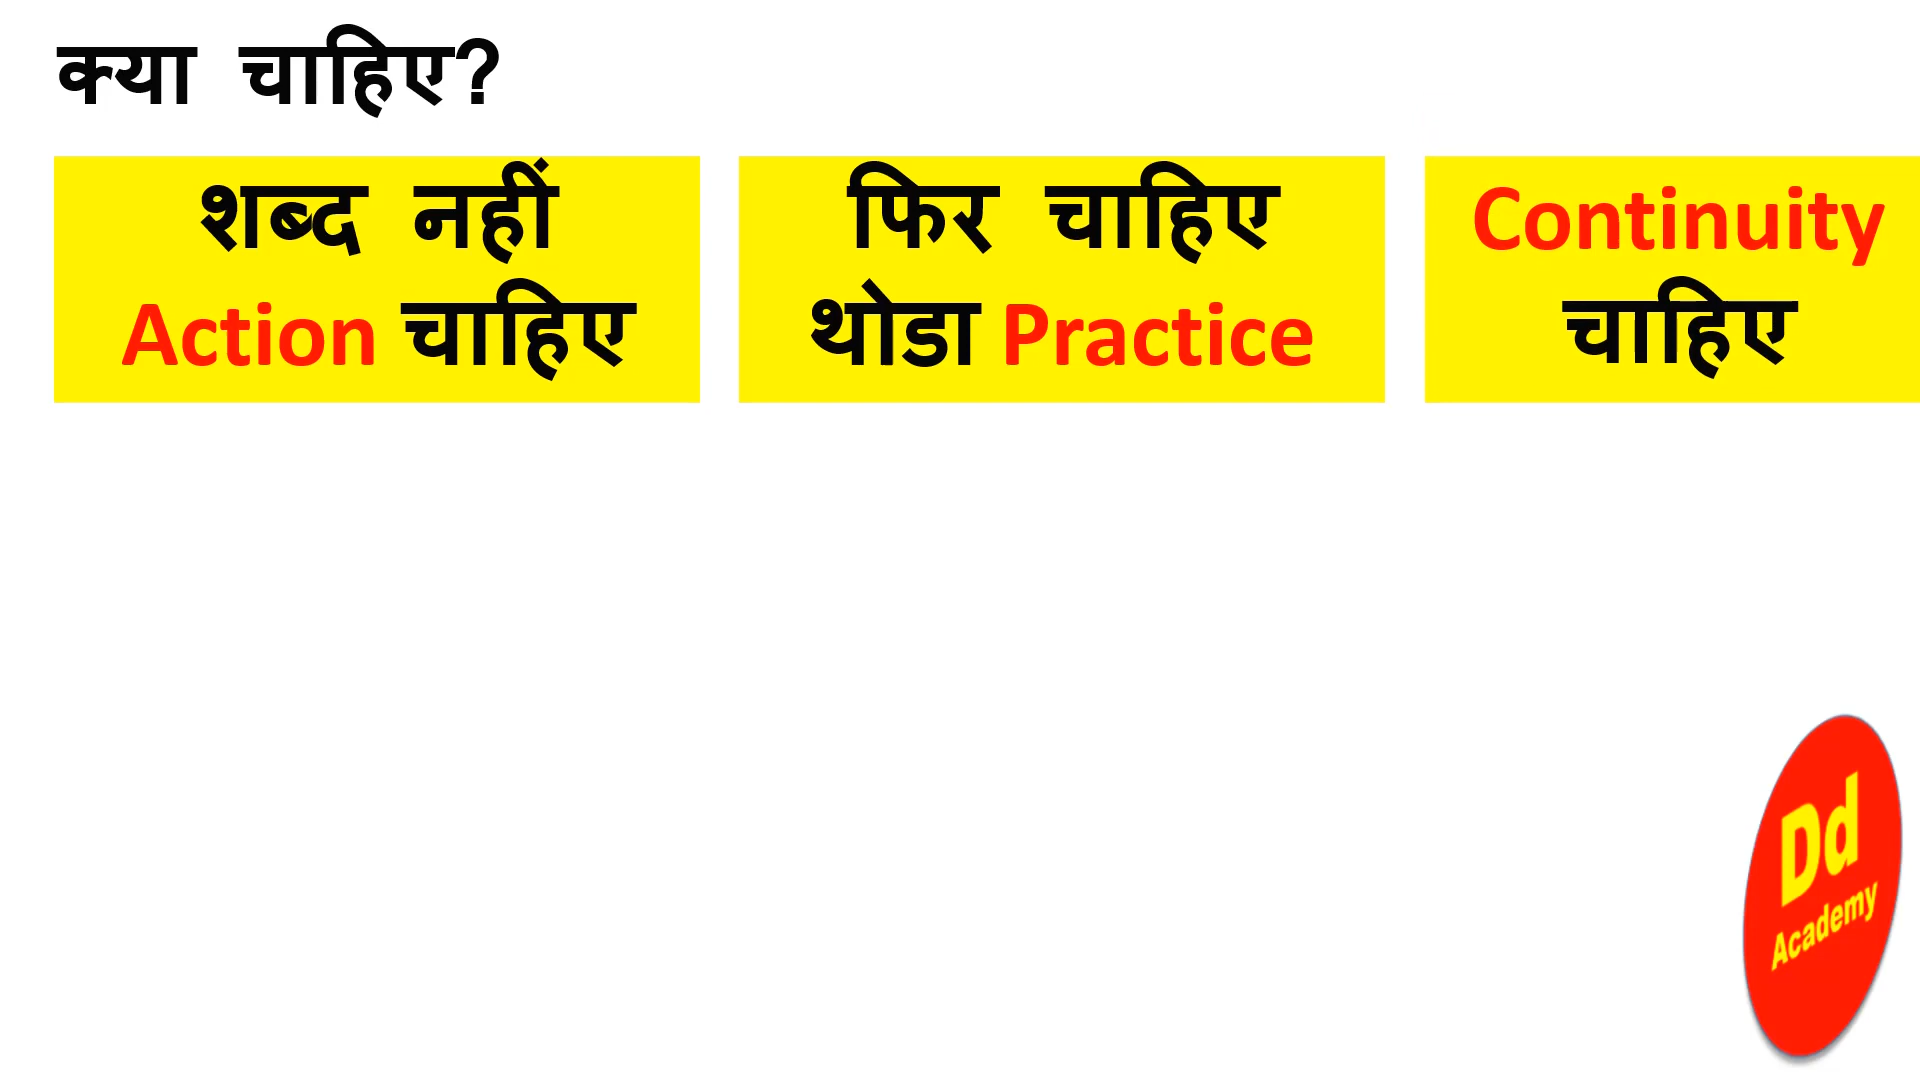 क्या चाहिए?
शब्द नहीं
Action चाहिए
फिर चाहिए
थोडा Practice
Continuity
चाहिए
Dd
Academy